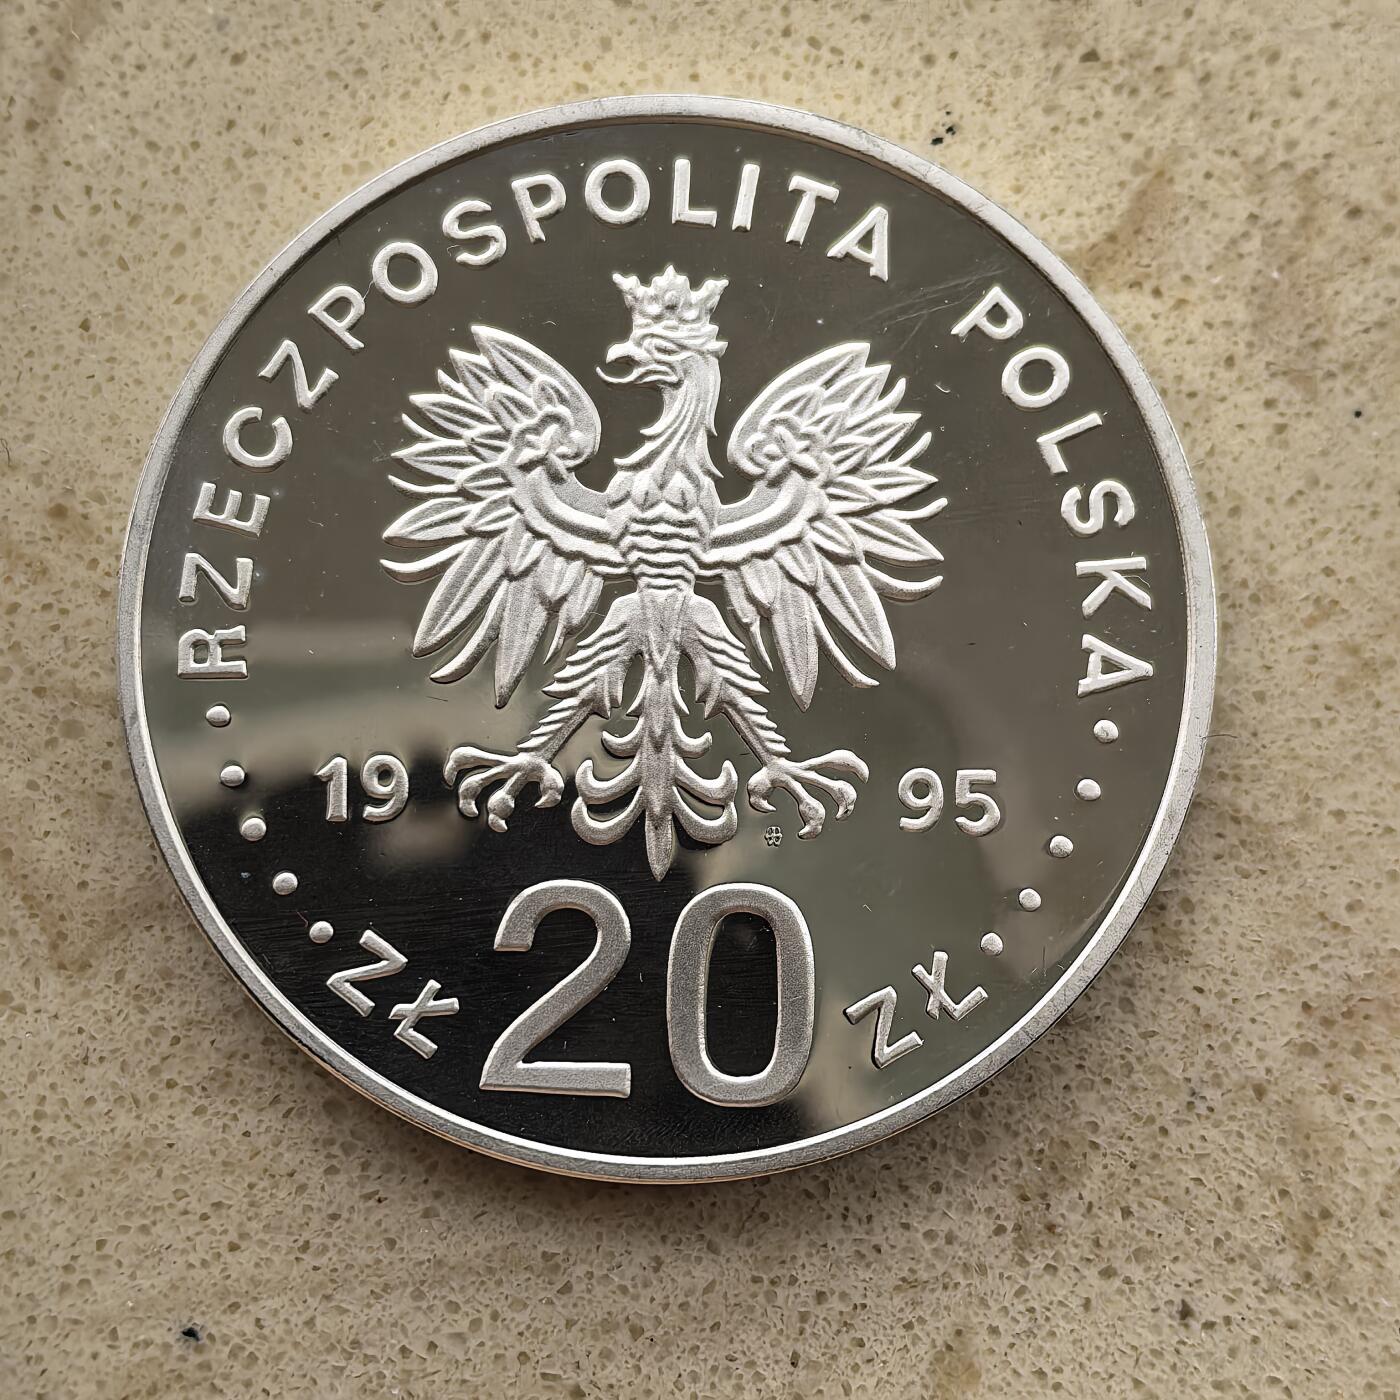 RZECZPOSPOLITA POLSKA
19 95
ZŁ 20 ZŁ